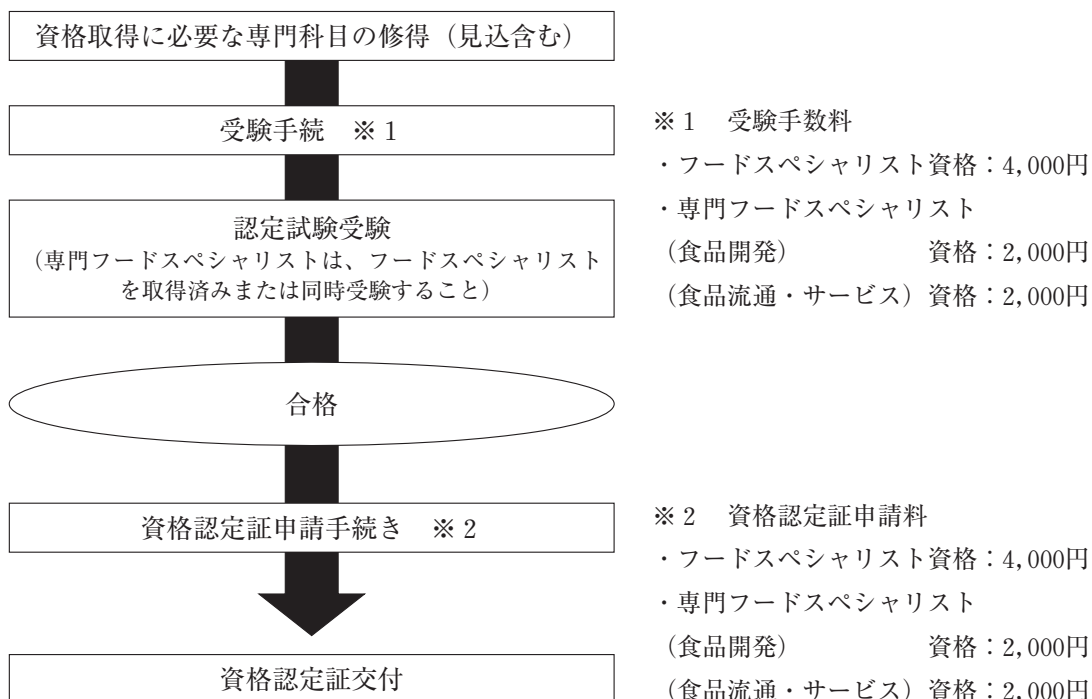 資格取得に必要な専門科目の修得（見込含む）
受験手続　※1
※1　受験手数料
・フードスペシャリスト資格：4,000円
・専門フードスペシャリスト
（食品開発）　　　　　資格：2,000円
（食品流通・サービス）資格：2,000円
認定試験受験
（専門フードスペシャリストは、フードスペシャリスト
を取得済みまたは同時受験すること）
合格
資格認定証申請手続き　※2
※2　資格認定証申請料
・フードスペシャリスト資格：4,000円
・専門フードスペシャリスト
（食品開発）　　　　　資格：2,000円
（食品流通・サービス）資格：2,000円
資格認定証交付